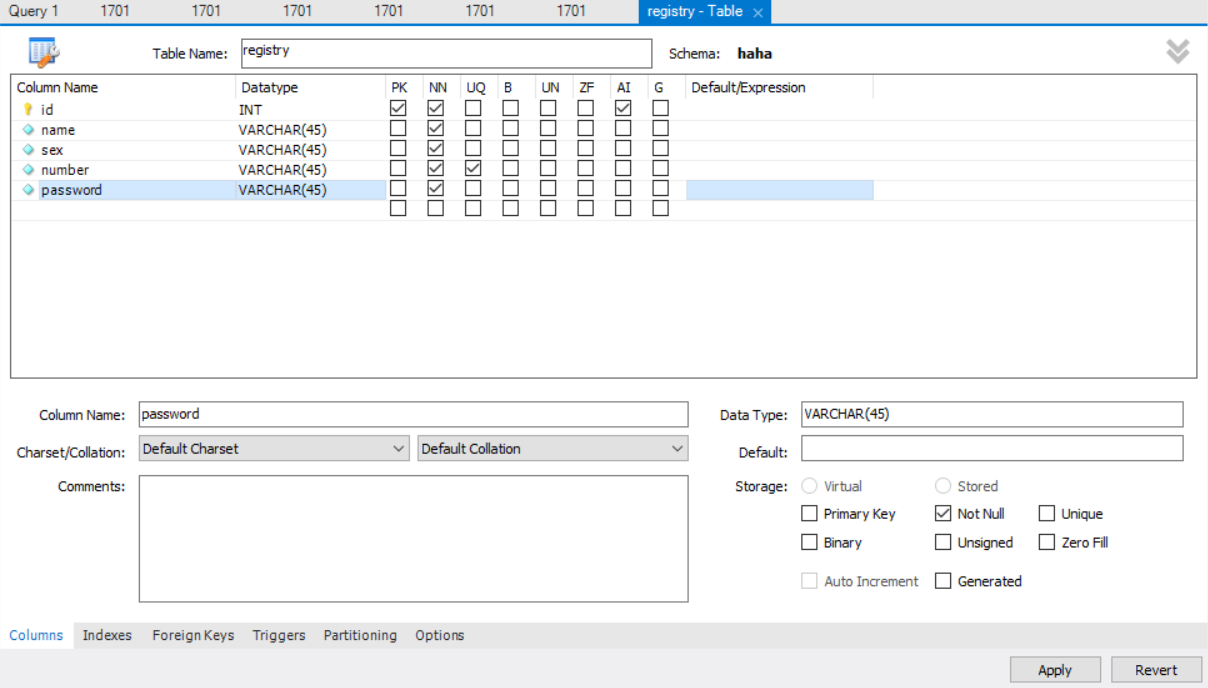 Query 1 1701 1701 1701 1701 1701 1701 registry - Table ×
Table Name: registry Schema: haha
Column Name Datatype PK NN UQ B UN ZF AI G Default/Expression
id INT
name VARCHAR(45)
sex VARCHAR(45)
number VARCHAR(45)
password VARCHAR(45)
Column Name: password Data Type: VARCHAR(45)
Charset/Collation: Default Charset Default Collation Default:
Comments: Storage: Virtual Stored
Primary Key Not Null Unique
Binary Unsigned Zero Fill
Auto Increment Generated
Columns Indexes Foreign Keys Triggers Partitioning Options
Apply Revert